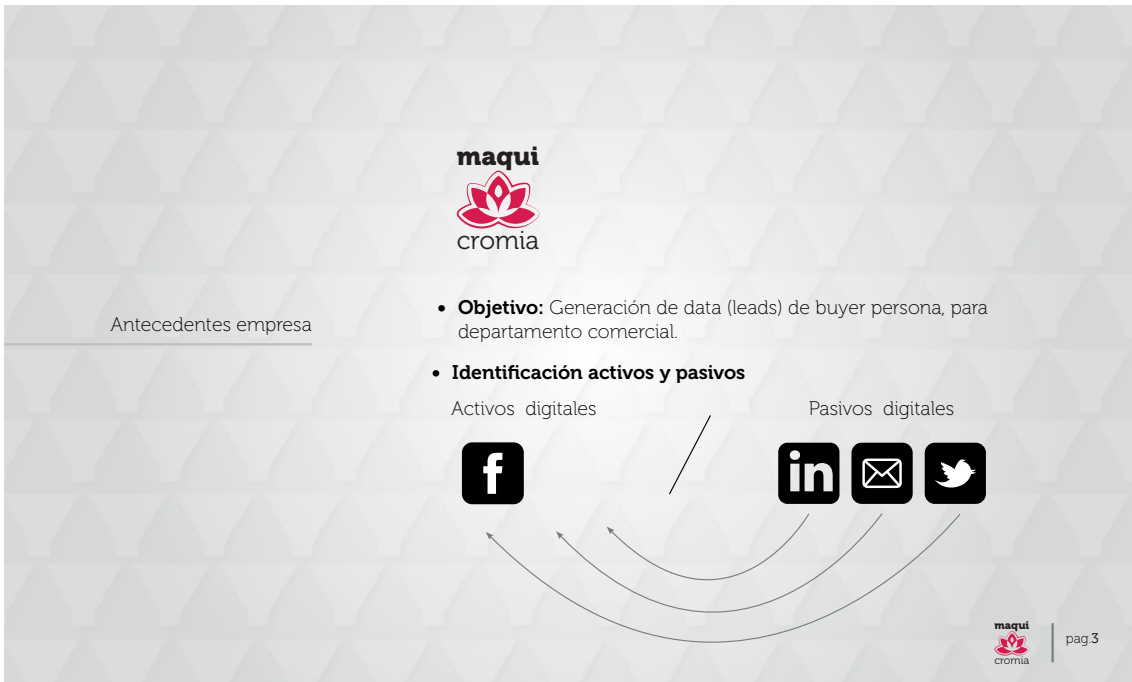 maqui
cromia
Antecedentes empresa
• Objetivo: Generación de data (leads) de buyer persona, para
departamento comercial.
• Identificación activos y pasivos
Activos digitales
Pasivos digitales
f
in
maqui
cromia
pag.3